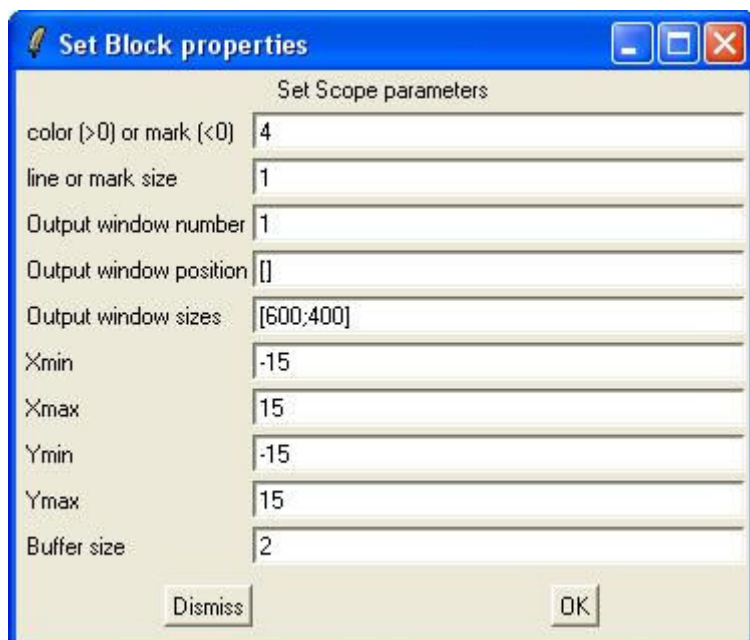 Set Block properties
Set Scope parameters
color (>0) or mark (<0) 4
line or mark size 1
Output window number 1
Output window position []
Output window sizes [600;400]
Xmin -15
Xmax 15
Ymin -15
Ymax 15
Buffer size 2
Dismiss OK